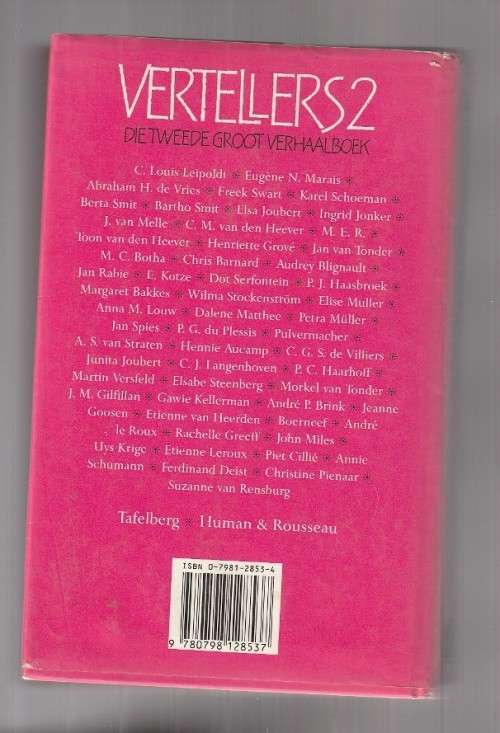 VERTELLERS 2
DIE TWEEDE GROOT VERHAALBOEK
C. Louis Leipoldt * Eugène N. Marais *
Abraham H. de Vries * Freek Swart * Karel Schoeman *
Berta Smit * Bartho Smit * Elsa Joubert * Ingrid Jonker *
J. van Melle * C. M. van den Heever * M. E. R. *
Toon van den Heever * Henriette Grové * Jan van Tonder *
M. C. Botha * Chris Barnard * Audrey Blignault *
Jan Rabie * E. Kotze * Dot Serfontein * P. J. Haasbroek *
Margaret Bakkes * Wilma Stockenström * Elise Muller *
Anna M. Louw * Dalene Matthee * Petra Müller *
Jan Spies * P. G. du Plessis * Pulvermacher *
A. S. van Straten * Hennie Aucamp * C. G. S. de Villiers *
Junita Joubert * C. J. Langenhoven * P. C. Haarhoff *
Martin Versfeld * Elsabe Steenberg * Morkel van Tonder *
J. M. Gilfillan * Gawie Kellerman * André P. Brink * Jeanne
Goosen * Etienne van Heerden * Boerneef * André
le Roux * Rachelle Greeff * John Miles *
Uys Krige * Etienne Leroux * Piet Cillié * Annie
Schumann * Ferdinand Deist * Christine Pienaar *
Suzanne van Rensburg
Tafelberg * Human & Rousseau
ISBN 0-7981-2853-4
9 780798 128537